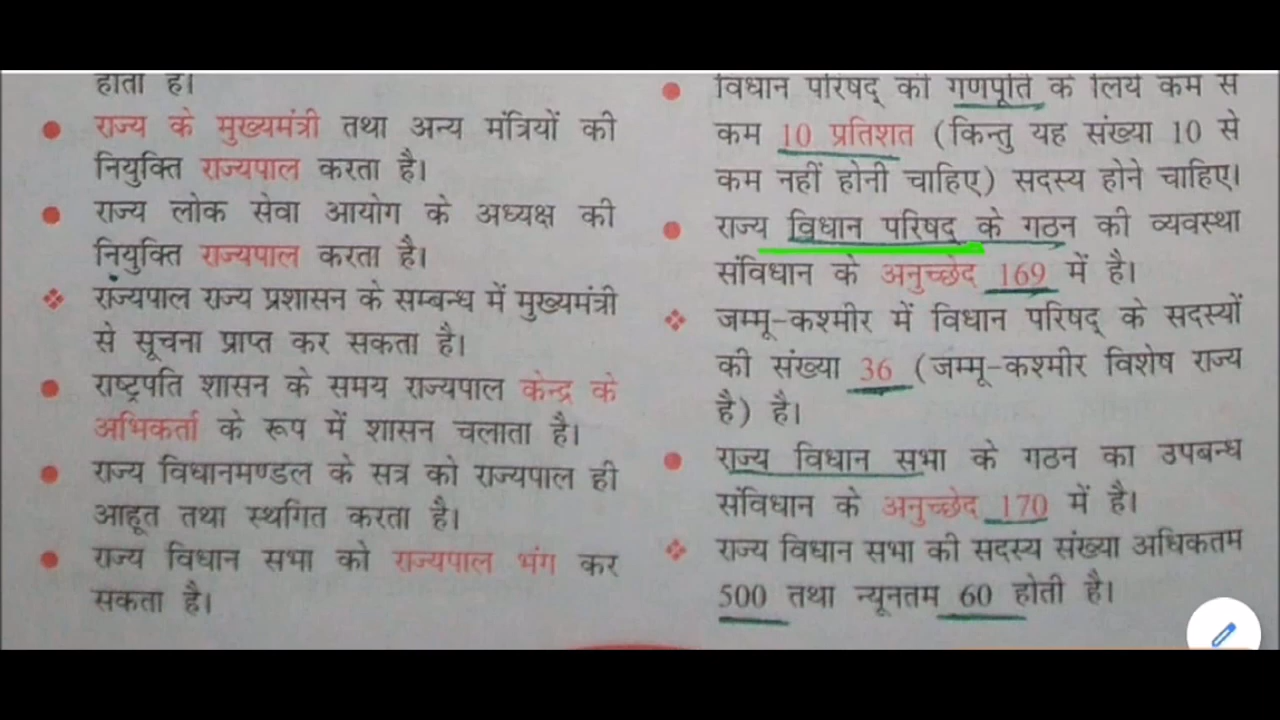 होता है।
राज्य के मुख्यमंत्री तथा अन्य मंत्रियों की
नियुक्ति राज्यपाल करता है।
राज्य लोक सेवा आयोग के अध्यक्ष की
नियुक्ति राज्यपाल करता है।
राज्यपाल राज्य प्रशासन के सम्बन्ध में मुख्यमंत्री
से सूचना प्राप्त कर सकता है।
राष्ट्रपति शासन के समय राज्यपाल केन्द्र के
अभिकर्ता के रूप में शासन चलाता है।
राज्य विधानमण्डल के सत्र को राज्यपाल ही
आहूत तथा स्थगित करता है।
राज्य विधान सभा को राज्यपाल भंग कर
सकता है।
विधान परिषद् की गणपूर्ति के लिये कम से
कम 10 प्रतिशत (किन्तु यह संख्या 10 से
कम नहीं होनी चाहिए) सदस्य होने चाहिए।
राज्य विधान परिषद् के गठन की व्यवस्था
संविधान के अनुच्छेद 169 में है।
जम्मू-कश्मीर में विधान परिषद् के सदस्यों
की संख्या 36 (जम्मू-कश्मीर विशेष राज्य
है) है।
राज्य विधान सभा के गठन का उपबन्ध
संविधान के अनुच्छेद 170 में है।
राज्य विधान सभा की सदस्य संख्या अधिकतम
500 तथा न्यूनतम 60 होती है।